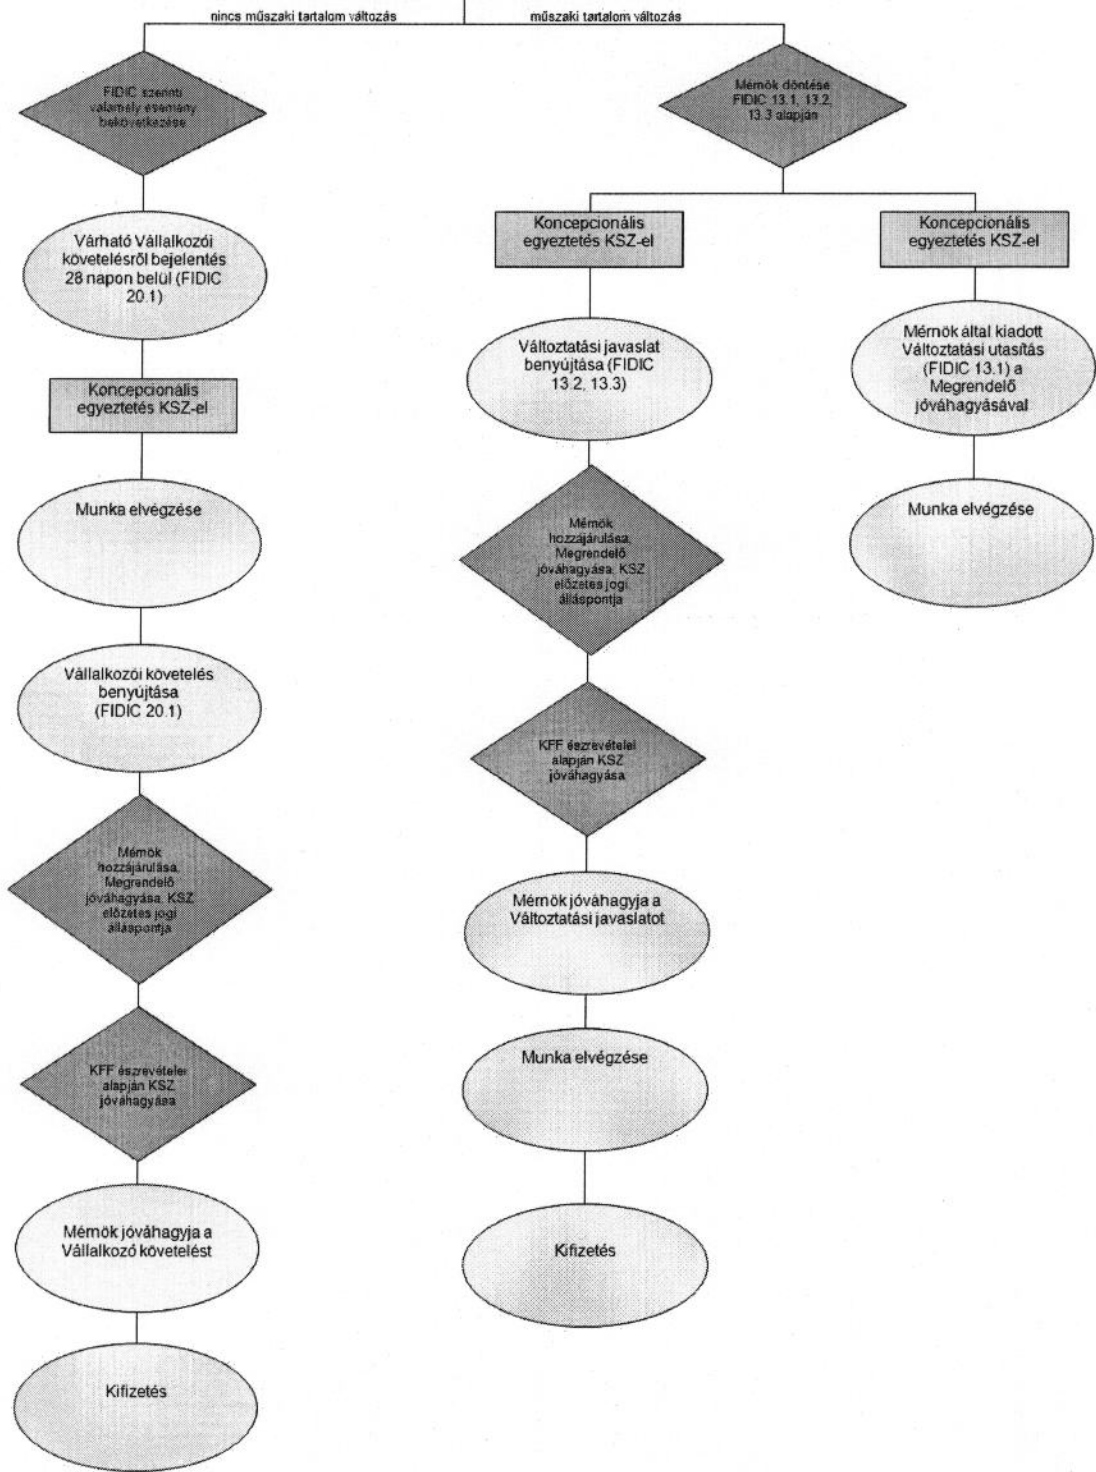 nincs műszaki tartalom változás
műszaki tartalom változás
FIDIC szerinti
valamely esemény
bekövetkezése
Várható Vállalkozói
követelésről bejelentés
28 napon belül (FIDIC
20.1)
Koncepcionális
egyeztetés KSZ-el
Munka elvégzése
Vállalkozói követelés
benyújtása
(FIDIC 20.1)
Mérnök
hozzájárulása,
Megrendelő
jóváhagyása, KSZ
előzetes jogi
álláspontja
KFF észrevételei
alapján KSZ
jóváhagyása
Mérnök jóváhagyja a
Vállalkozó követelést
Kifizetés
Mérnök döntése
FIDIC 13.1, 13.2,
13.3 alapján
Koncepcionális
egyeztetés KSZ-el
Változtatási javaslat
benyújtása (FIDIC
13.2, 13.3)
Mérnök
hozzájárulása,
Megrendelő
jóváhagyása, KSZ
előzetes jogi
álláspontja
KFF észrevételei
alapján KSZ
jóváhagyása
Mérnök jóváhagyja a
Változtatási javaslatot
Munka elvégzése
Kifizetés
Koncepcionális
egyeztetés KSZ-el
Mérnök által kiadott
Változtatási utasítás
(FIDIC 13.1) a
Megrendelő
jóváhagyásával
Munka elvégzése